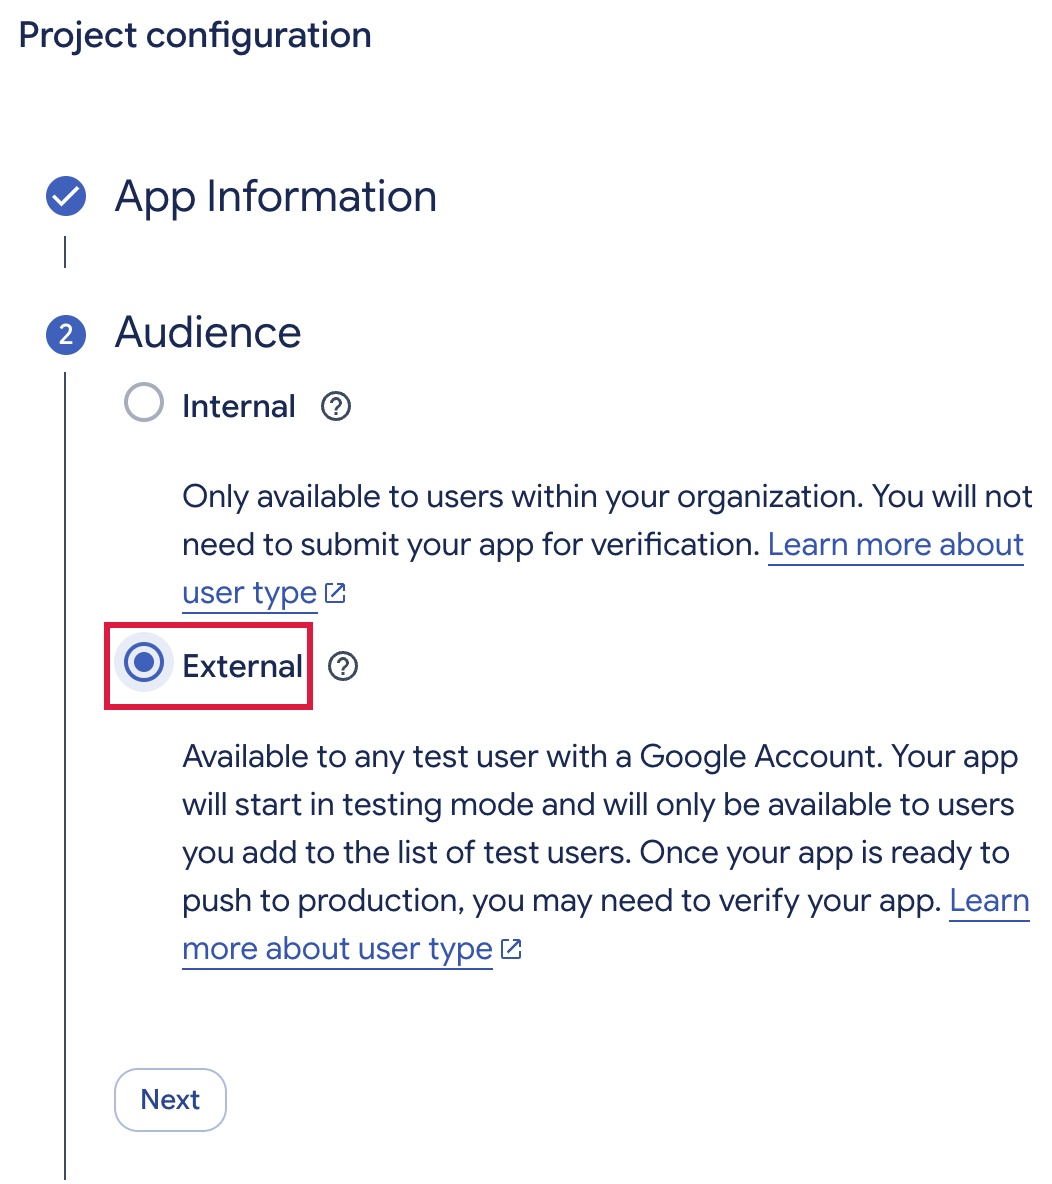 Project configuration
App Information
2 Audience
Internal
Only available to users within your organization. You will not
need to submit your app for verification. Learn more about
user type
External
Available to any test user with a Google Account. Your app
will start in testing mode and will only be available to users
you add to the list of test users. Once your app is ready to
push to production, you may need to verify your app. Learn
more about user type
Next